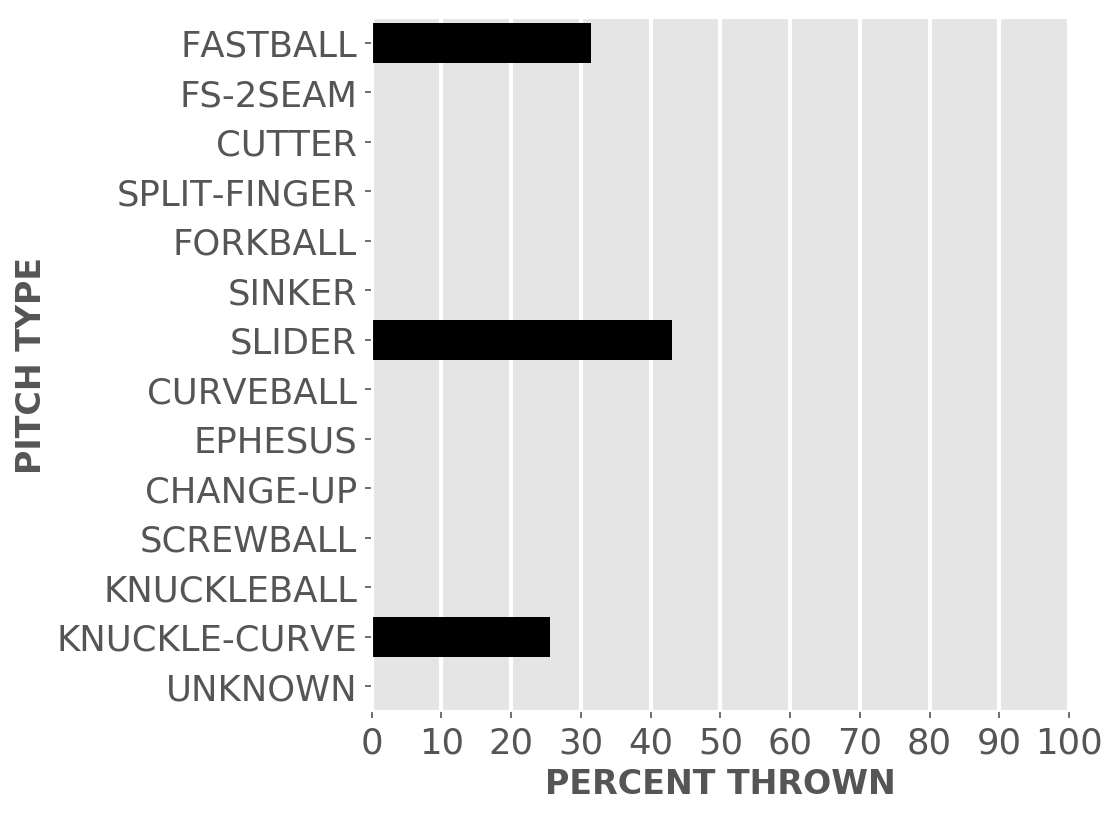 FASTBALL
FS-2SEAM
CUTTER
SPLIT-FINGER
FORKBALL
SINKER
SLIDER
CURVEBALL
EPHESUS
CHANGE-UP
SCREWBALL
KNUCKLEBALL
KNUCKLE-CURVE
UNKNOWN
PITCH TYPE
0 10 20 30 40 50 60 70 80 90 100
PERCENT THROWN